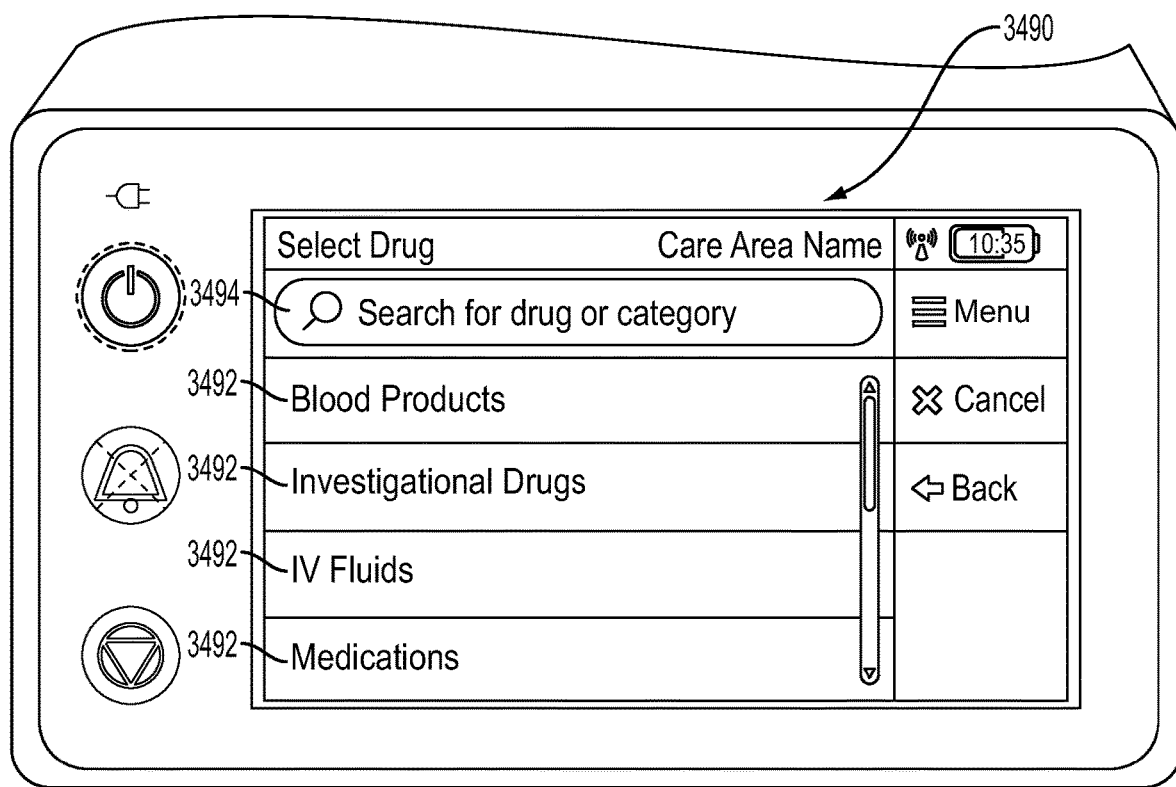 3490
Select Drug Care Area Name 10:35
3494 Search for drug or category Menu
3492 Blood Products Cancel
3492 Investigational Drugs Back
3492 IV Fluids
3492 Medications